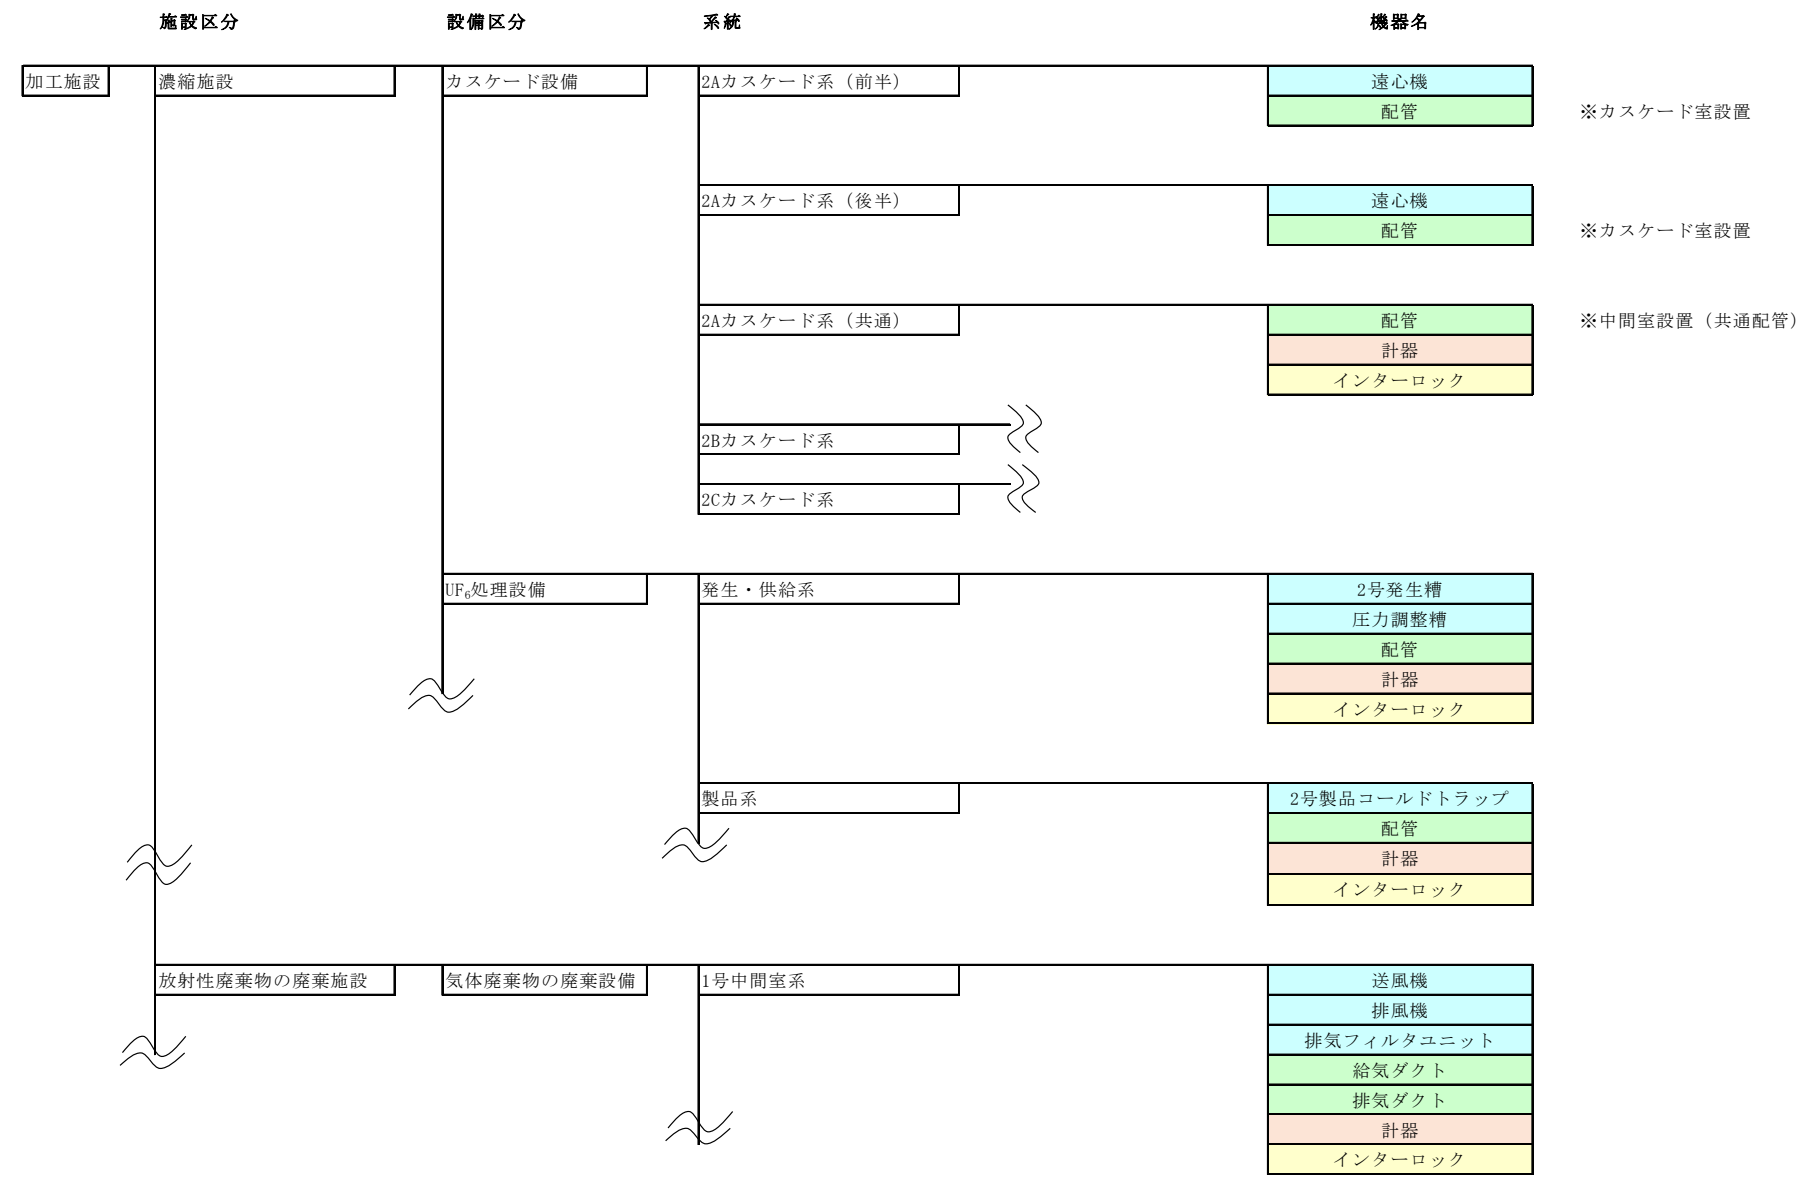 施設区分 設備区分 系統 機器名
加工施設 濃縮施設 カスケード設備 2Aカスケード系（前半） 遠心機
配管 ※カスケード室設置
2Aカスケード系（後半） 遠心機
配管 ※カスケード室設置
2Aカスケード系（共通） 配管 ※中間室設置（共通配管）
計器
インターロック
2Bカスケード系
2Cカスケード系
UF₆処理設備 発生・供給系 2号発生糟
圧力調整糟
配管
計器
インターロック
製品系 2号製品コールドトラップ
配管
計器
インターロック
放射性廃棄物の廃棄施設 気体廃棄物の廃棄設備 1号中間室系 送風機
排風機
排気フィルタユニット
給気ダクト
排気ダクト
計器
インターロック